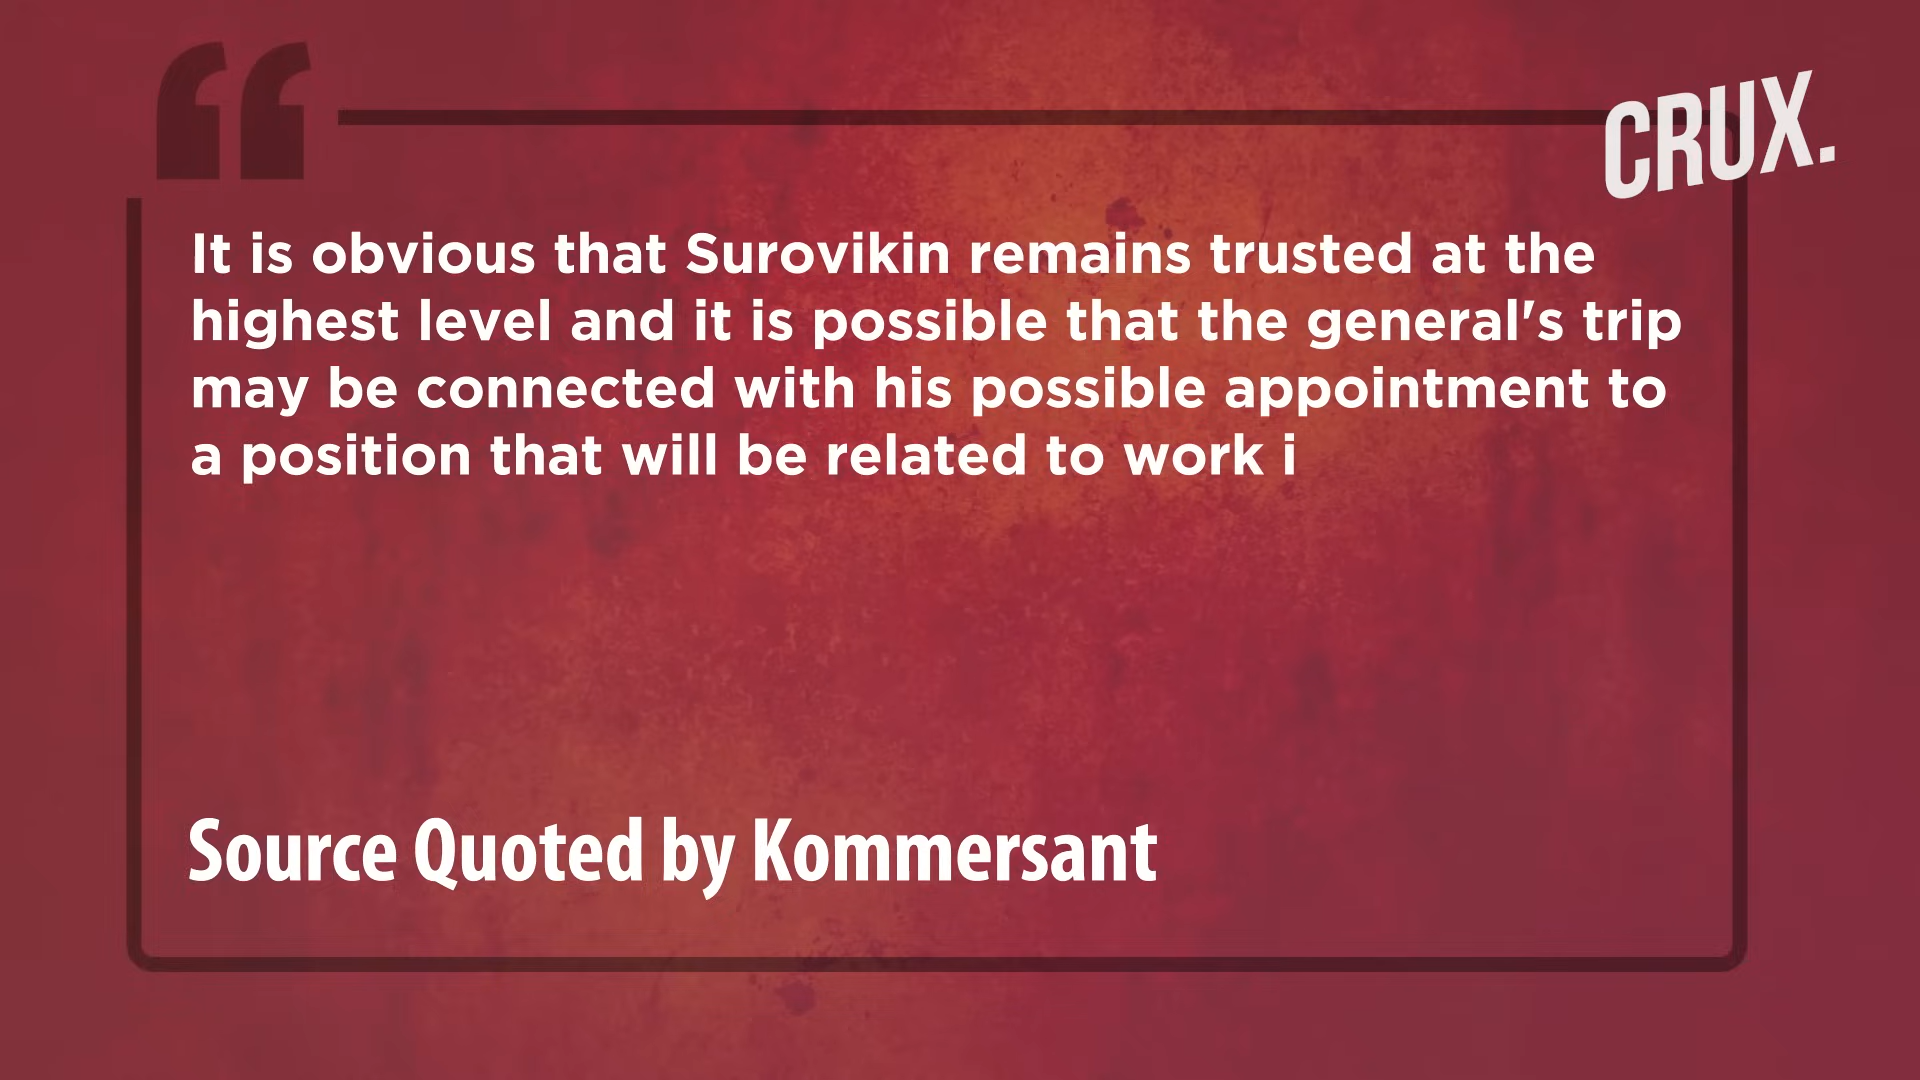 CRUX.
It is obvious that Surovikin remains trusted at the
highest level and it is possible that the general's trip
may be connected with his possible appointment to
a position that will be related to work i
Source Quoted by Kommersant